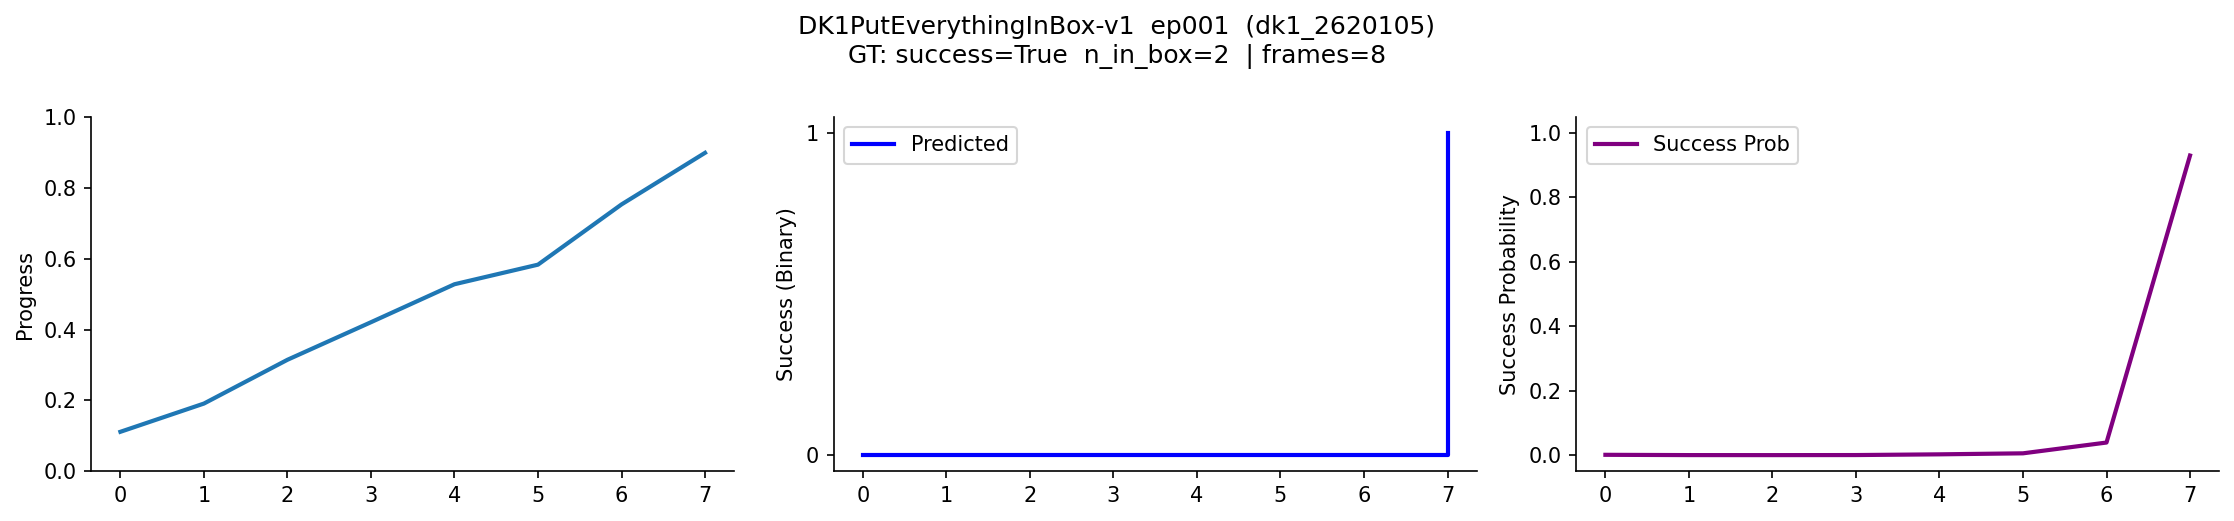 DK1PutEverythingInBox-v1  ep001  (dk1_2620105)
GT: success=True  n_in_box=2  | frames=8
Progress
1.0
0.8
0.6
0.4
0.2
0.0
0 1 2 3 4 5 6 7
Success (Binary)
1
0
Predicted
0 1 2 3 4 5 6 7
Success Probability
1.0
0.8
0.6
0.4
0.2
0.0
Success Prob
0 1 2 3 4 5 6 7